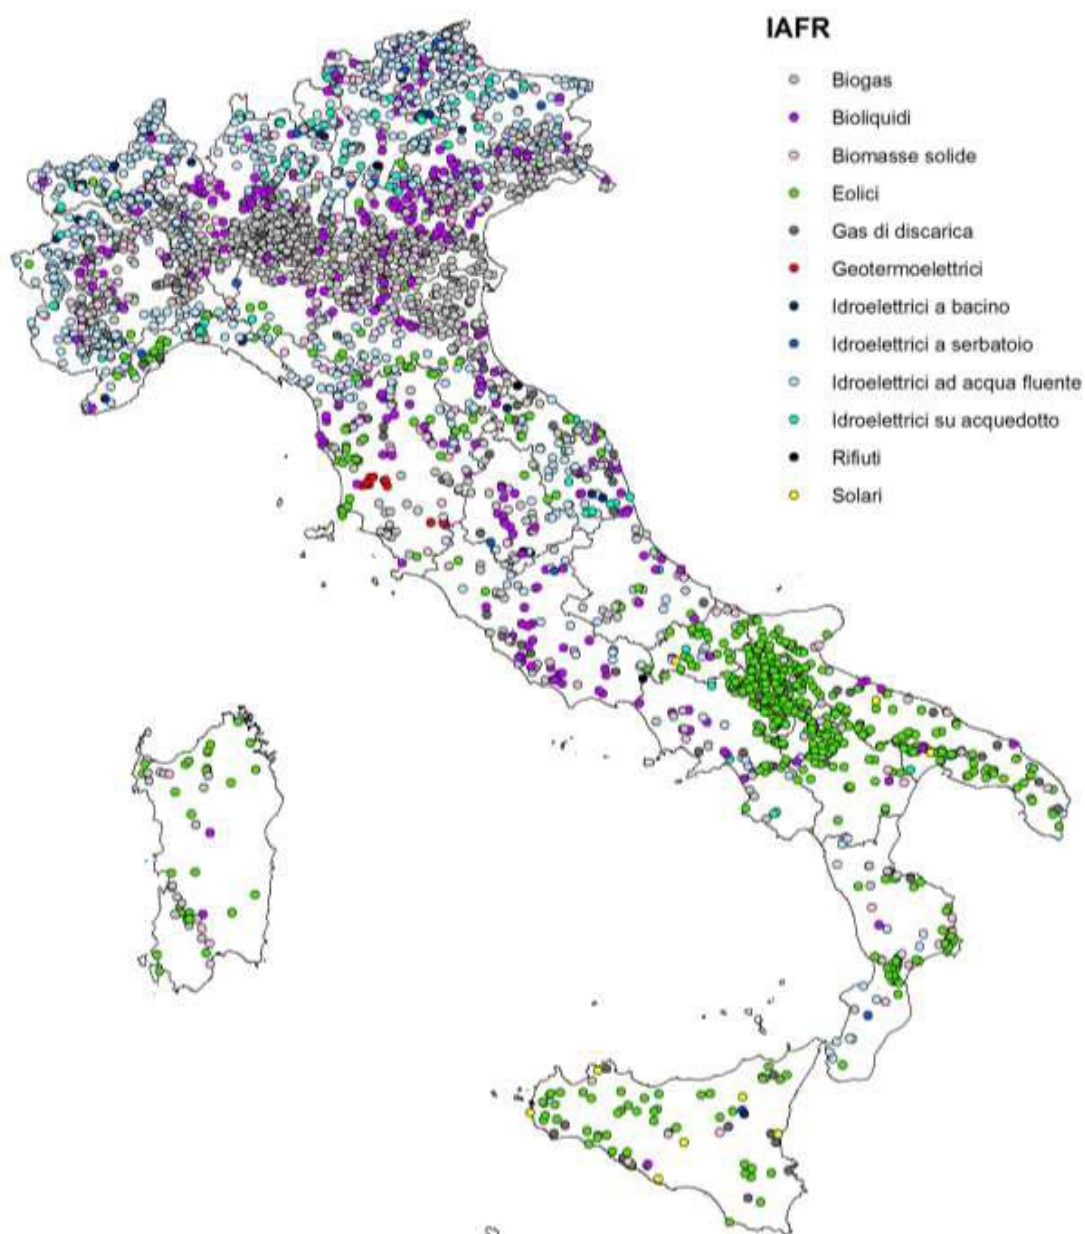 IAFR
Biogas
Bioliquidi
Biomasse solide
Eolici
Gas di discarica
Geotermoelettrici
Idroelettrici a bacino
Idroelettrici a serbatoio
Idroelettrici ad acqua fluente
Idroelettrici su acquedotto
Rifiuti
Solari